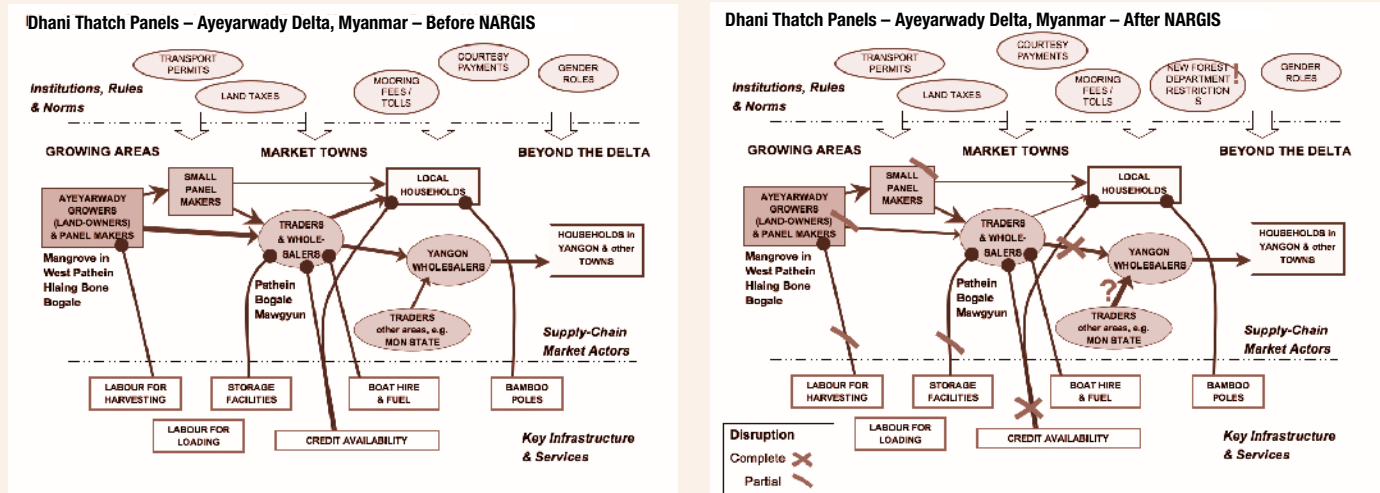 Dhani Thatch Panels – Ayeyarwady Delta, Myanmar – Before NARGIS
TRANSPORT
PERMITS
LAND TAXES
MOORING
FEES /
TOLLS
COURTESY
PAYMENTS
GENDER
ROLES
Institutions, Rules
& Norms
GROWING AREAS
MARKET TOWNS
BEYOND THE DELTA
AYEYARWADY
GROWERS
(LAND-OWNERS)
& PANEL MAKERS
SMALL
PANEL
MAKERS
LOCAL
HOUSEHOLDS
TRADERS
& WHOLE-
SALERS
YANGON
WHOLESALERS
HOUSEHOLDS in
YANGON & other
TOWNS
Mangrove in
West Pathein
Hlaing Bone
Bogale
Pathein
Bogale
Mawgyun
TRADERS
other areas, e.g.
MON STATE
Supply-Chain
Market Actors
LABOUR FOR
HARVESTING
STORAGE
FACILITIES
BOAT HIRE
& FUEL
BAMBOO
POLES
LABOUR FOR
LOADING
CREDIT AVAILABILITY
Key Infrastructure
& Services
Dhani Thatch Panels – Ayeyarwady Delta, Myanmar – After NARGIS
TRANSPORT
PERMITS
LAND TAXES
COURTESY
PAYMENTS
MOORING
FEES /
TOLLS
NEW FOREST
DEPARTMENT
RESTRICTION
S
!
GENDER
ROLES
Institutions, Rules
& Norms
GROWING AREAS
MARKET TOWNS
BEYOND THE DELTA
AYEYARWADY
GROWERS
(LAND-OWNERS)
& PANEL MAKERS
SMALL
PANEL
MAKERS
LOCAL
HOUSEHOLDS
TRADERS
& WHOLE-
SALERS
YANGON
WHOLESALERS
HOUSEHOLDS in
YANGON & other
TOWNS
Mangrove in
West Pathein
Hlaing Bone
Bogale
Pathein
Bogale
Mawgyun
?
TRADERS
other areas, e.g.
MON STATE
Supply-Chain
Market Actors
LABOUR FOR
HARVESTING
STORAGE
FACILITIES
BOAT HIRE
& FUEL
BAMBOO
POLES
LABOUR FOR
LOADING
CREDIT AVAILABILITY
Key Infrastructure
& Services
Disruption
Complete
Partial